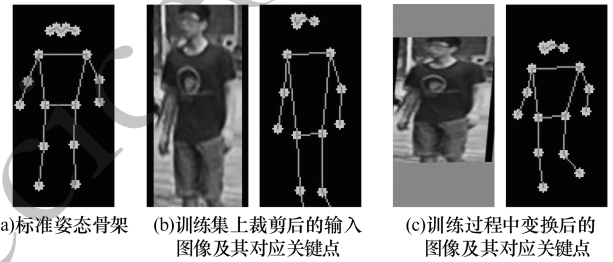 a)标准姿态骨架
(b)训练集上裁剪后的输入
图像及其对应关键点
(c)训练过程中变换后的
图像及其对应关键点